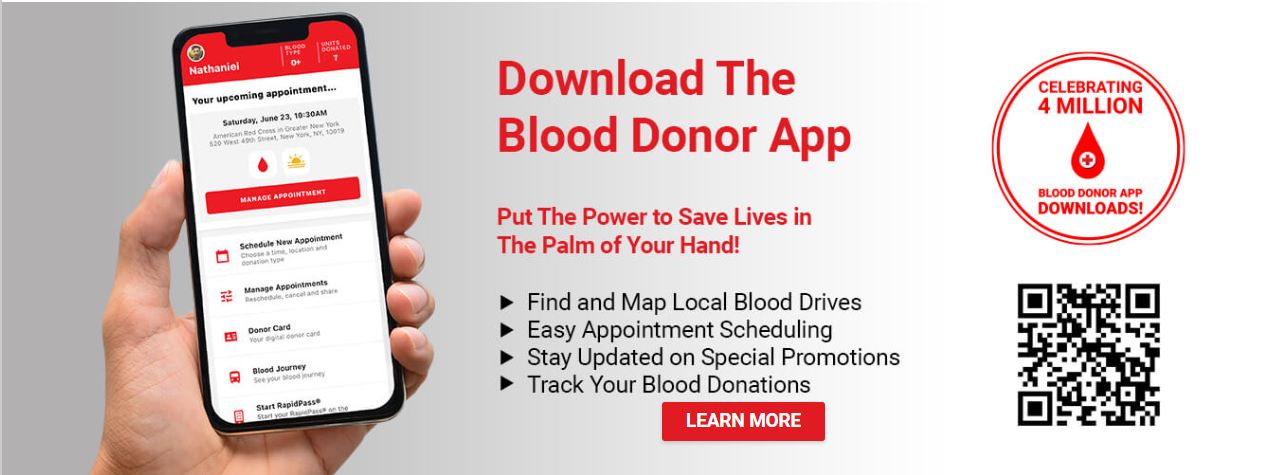 Nathaniel
BLOOD
TYPE
O+
UNITS
DONATED
7
Your upcoming appointment...
Saturday, June 23, 10:30AM
American Red Cross in Greater New York
520 West 49th Street, New York, NY, 10019
MANAGE APPOINTMENT
Schedule New Appointment
Choose a time, location and
donation type
Manage Appointments
Reschedule, cancel and share
Donor Card
Your digital donor card
Blood Journey
See your blood journey
Start RapidPass®
Start your RapidPass® on the
Download The
Blood Donor App
Put The Power to Save Lives in
The Palm of Your Hand!
Find and Map Local Blood Drives
Easy Appointment Scheduling
Stay Updated on Special Promotions
Track Your Blood Donations
LEARN MORE
CELEBRATING
4 MILLION
BLOOD DONOR APP
DOWNLOADS!